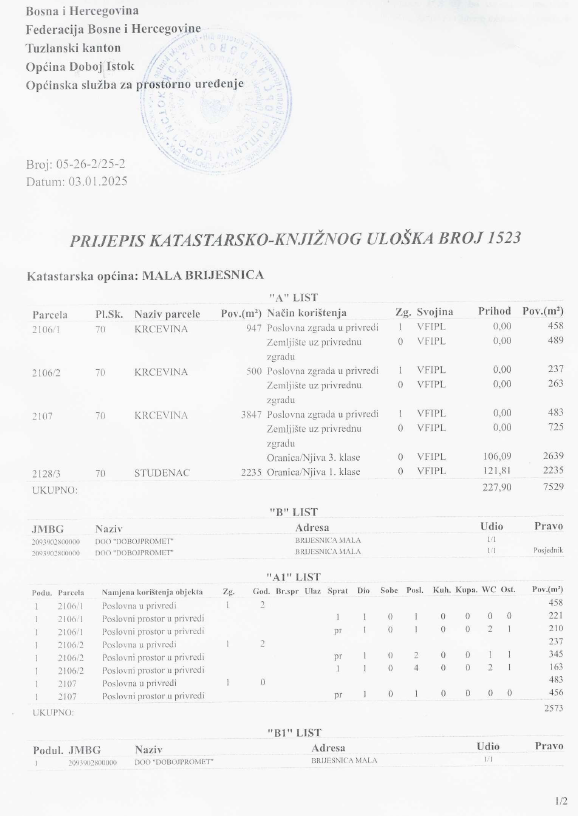 Bosna i Hercegovina
Federacija Bosne i Hercegovine
Tuzlanski kanton
Općina Doboj Istok
Općinska služba za prostorno uređenje
Broj: 05-26-2/25-2
Datum: 03.01.2025
PRIJEPIS KATASTARSKO-KNJIŽNOG ULOŠKA BROJ 1523
Katastarska općina: MALA BRIJESNICA
"A" LIST
Parcela Pl.Sk. Naziv parcele Pov.(m²) Način korištenja Zg. Svojina Prihod Pov.(m²)
2106/1 70 KRCEVINA 947 Poslovna zgrada u privredi 1 VFIPL 0,00 458
Zemljište uz privrednu 0 VFIPL 0,00 489
zgradu
2106/2 70 KRCEVINA 500 Poslovna zgrada u privredi 1 VFIPL 0,00 237
Zemljište uz privrednu 0 VFIPL 0,00 263
zgradu
2107 70 KRCEVINA 3847 Poslovna zgrada u privredi 1 VFIPL 0,00 483
Zemljište uz privrednu 0 VFIPL 0,00 725
zgradu
Oranica/Njiva 3. klase 0 VFIPL 106,09 2639
2128/3 70 STUDENAC 2235 Oranica/Njiva 1. klase 0 VFIPL 121,81 2235
UKUPNO: 227,90 7529
"B" LIST
JMBG Naziv Adresa Udio Pravo
2093902800000 DOO "DOBOJPROMET" BRIJESNICA MALA 1/1
2093902800000 DOO "DOBOJPROMET" BRIJESNICA MALA 1/1 Posjednik
"A1" LIST
Podu. Parcela Namjena korištenja objekta Zg. God. Br.spr Ulaz Sprat Dio Sobe Posl. Kuh. Kupa. WC Ost. Pov.(m²)
1 2106/1 Poslovna u privredi 1 2 458
1 2106/1 Poslovni prostor u privredi 1 1 0 1 0 0 0 0 221
1 2106/1 Poslovni prostor u privredi pr 1 0 1 0 0 2 1 210
1 2106/2 Poslovna u privredi 1 2 237
1 2106/2 Poslovni prostor u privredi pr 1 0 2 0 0 1 1 345
1 2106/2 Poslovni prostor u privredi 1 1 0 4 0 0 2 1 163
1 2107 Poslovna u privredi 1 0 483
1 2107 Poslovni prostor u privredi pr 1 0 1 0 0 0 0 456
UKUPNO: 2573
"B1" LIST
Podul. JMBG Naziv Adresa Udio Pravo
1 2093902800000 DOO "DOBOJPROMET" BRIJESNICA MALA 1/1
1/2